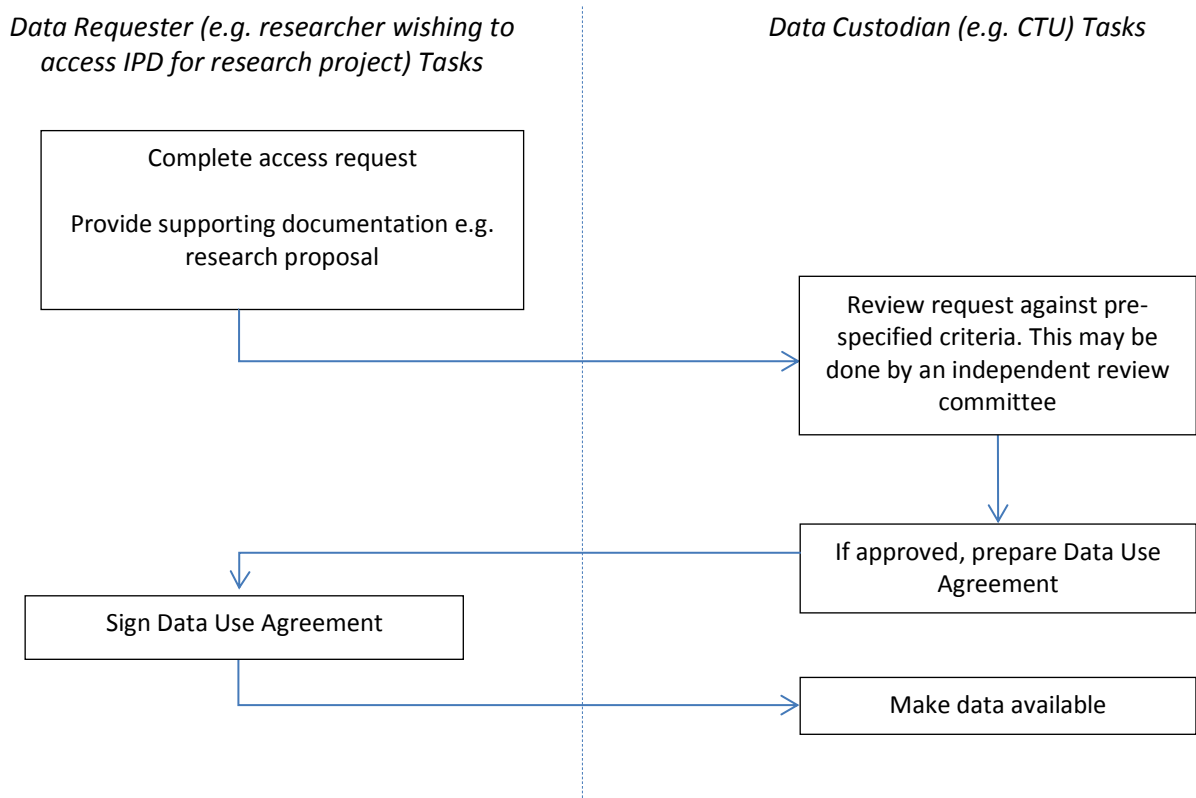 Data Requester (e.g. researcher wishing to
access IPD for research project) Tasks
Data Custodian (e.g. CTU) Tasks
Complete access request
Provide supporting documentation e.g.
research proposal
Review request against pre-
specified criteria. This may be
done by an independent review
committee
If approved, prepare Data Use
Agreement
Sign Data Use Agreement
Make data available